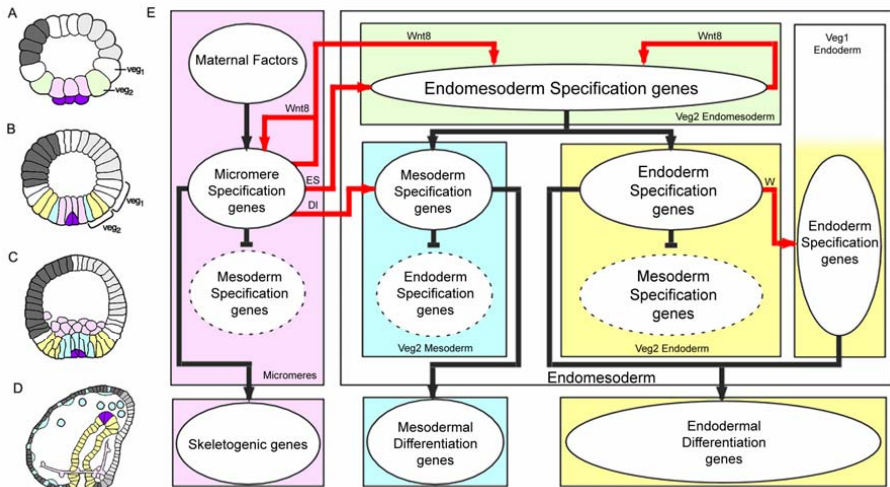 A
veg1
veg2
B
veg1
veg2
C
D
E
Maternal Factors
Wnt8
Wnt8
Wnt8
Endomesoderm Specification genes
Veg2 Endomesoderm
Veg1
Endoderm
Micromere
Specification
genes
ES
DI
Mesoderm
Specification
genes
Micromeres
Mesoderm
Specification
genes
Endoderm
Specification
genes
Veg2 Mesoderm
Endoderm
Specification
genes
W
Mesoderm
Specification
genes
Veg2 Endoderm
Endoderm
Specification
genes
Endomesoderm
Skeletogenic genes
Mesodermal
Differentiation
genes
Endodermal
Differentiation
genes